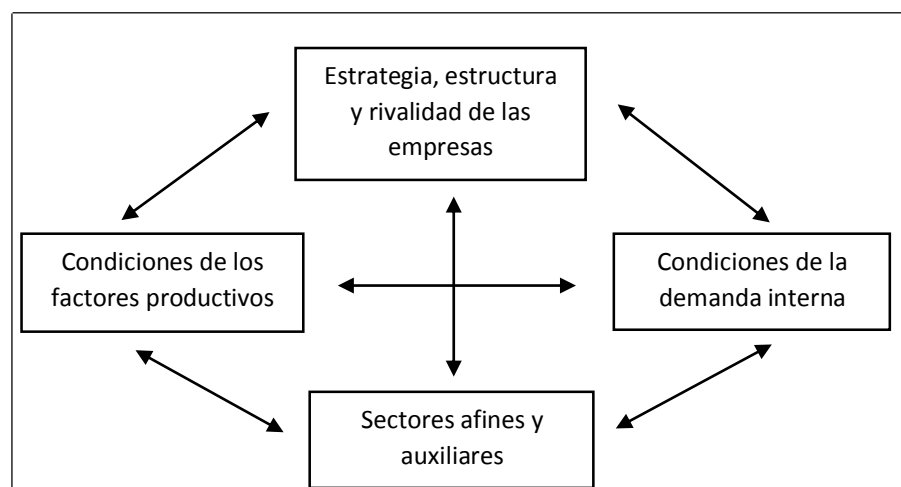 Estrategia, estructura
y rivalidad de las
empresas
Condiciones de los
factores productivos
Condiciones de la
demanda interna
Sectores afines y
auxiliares